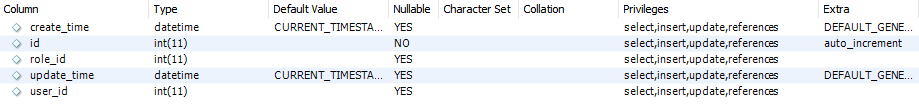 Column Type Default Value Nullable Character Set Collation Privileges Extra
create_time datetime CURRENT_TIMESTA... YES select,insert,update,references DEFAULT_GENE...
id int(11) NO select,insert,update,references auto_increment
role_id int(11) YES select,insert,update,references
update_time datetime CURRENT_TIMESTA... YES select,insert,update,references DEFAULT_GENE...
user_id int(11) YES select,insert,update,references